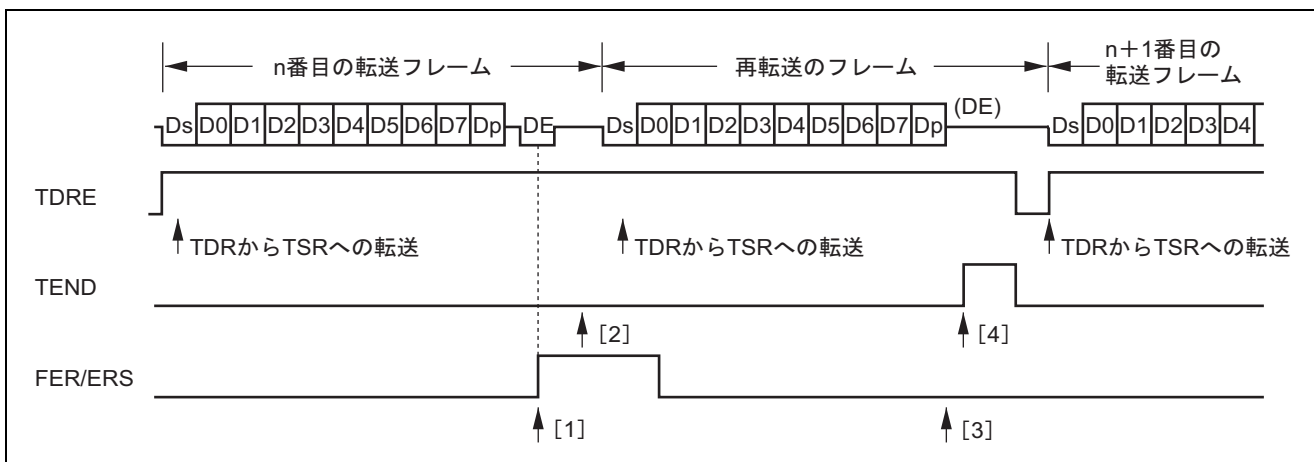 n番目の転送フレーム
再転送のフレーム
n＋1番目の
転送フレーム
Ds D0 D1 D2 D3 D4 D5 D6 D7 Dp DE Ds D0 D1 D2 D3 D4 D5 D6 D7 Dp (DE) Ds D0 D1 D2 D3 D4
TDRE
TDRからTSRへの転送 TDRからTSRへの転送 TDRからTSRへの転送
TEND
［2］ ［4］
FER/ERS
［1］ ［3］